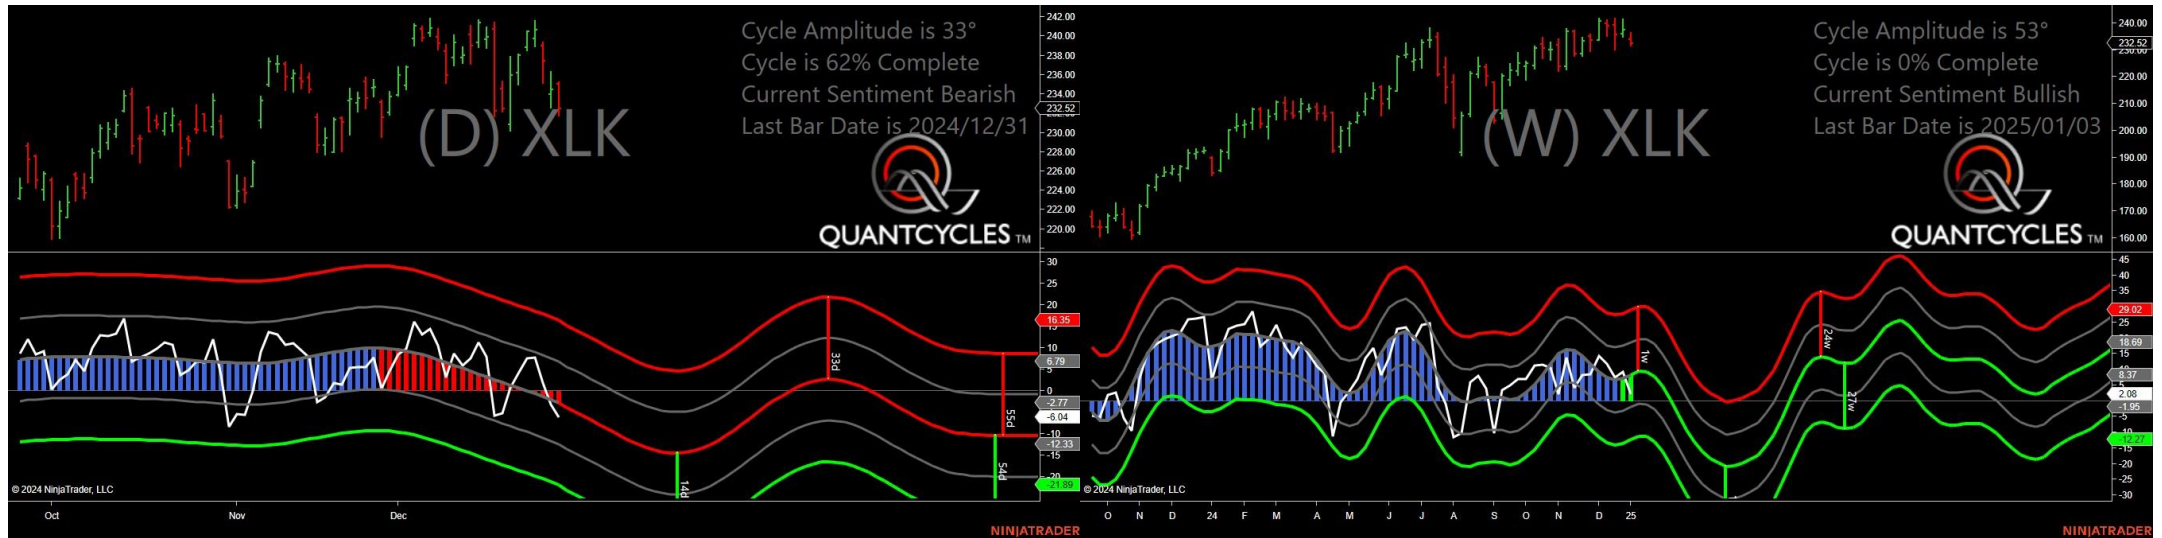 Cycle Amplitude is 33°
Cycle is 62% Complete
Current Sentiment Bearish
Last Bar Date is 2024/12/31
(D) XLK
QUANTCYCLES TM
242.00
240.00
238.00
236.00
234.00
232.52
230.00
228.00
226.00
224.00
222.00
220.00
30
25
20
16.35
10
6.79
5
0
-2.77
-6.04
-10
-12.33
-15
-20
-21.89
33d
55d
14d
54d
© 2024 NinjaTrader, LLC
Oct
Nov
Dec
NINJATRADER
Cycle Amplitude is 53°
Cycle is 0% Complete
Current Sentiment Bullish
Last Bar Date is 2025/01/03
(W) XLK
QUANTCYCLES TM
240.00
232.52
220.00
210.00
200.00
190.00
180.00
170.00
160.00
45
40
35
29.02
25
18.69
15
8.37
5
2.08
-1.95
-5
-12.27
-15
-20
-25
-30
1w
24w
27w
© 2024 NinjaTrader, LLC
O N D 24 F M A M J J A S O N D 25
NINJATRADER